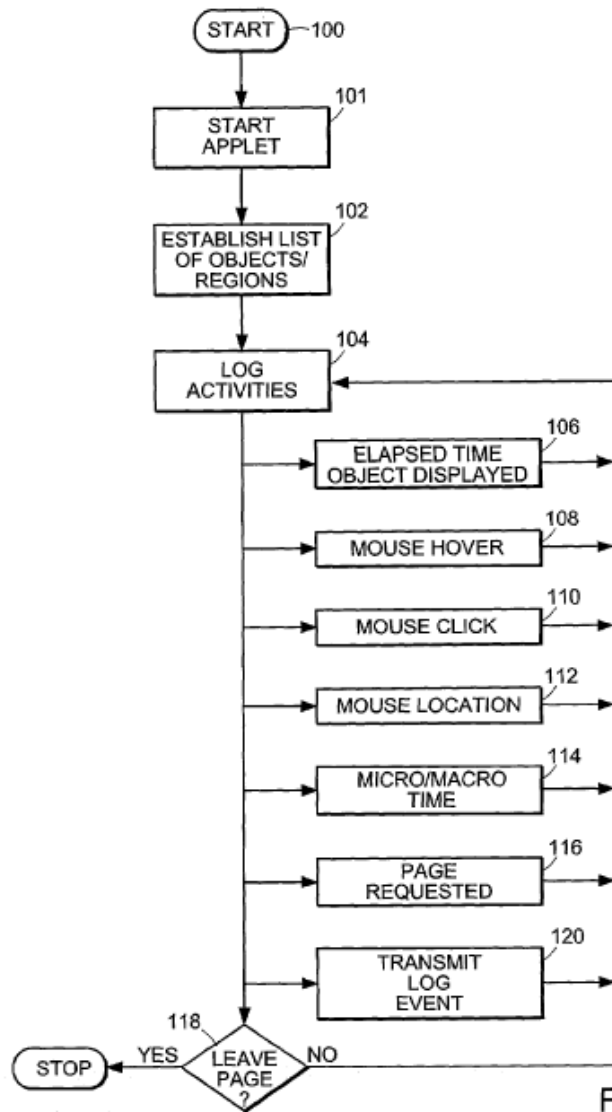 START
100
101
START
APPLET
102
ESTABLISH LIST
OF OBJECTS/
REGIONS
104
LOG
ACTIVITIES
106
ELAPSED TIME
OBJECT DISPLAYED
108
MOUSE HOVER
110
MOUSE CLICK
112
MOUSE LOCATION
114
MICRO/MACRO
TIME
116
PAGE
REQUESTED
120
TRANSMIT
LOG
EVENT
118
STOP
YES
LEAVE
PAGE
?
NO